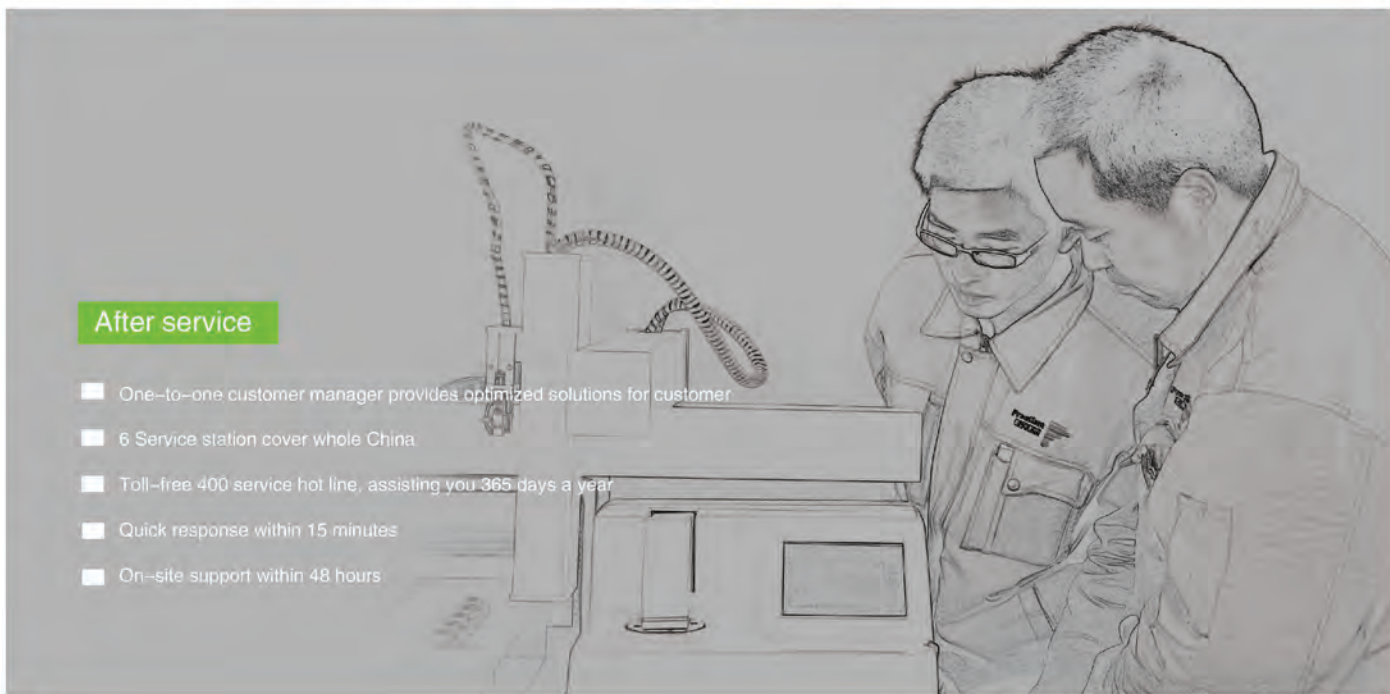 After service
One-to-one customer manager provides optimized solutions for customer
6 Service station cover whole China
Toll-free 400 service hot line, assisting you 365 days a year
Quick response within 15 minutes
On-site support within 48 hours